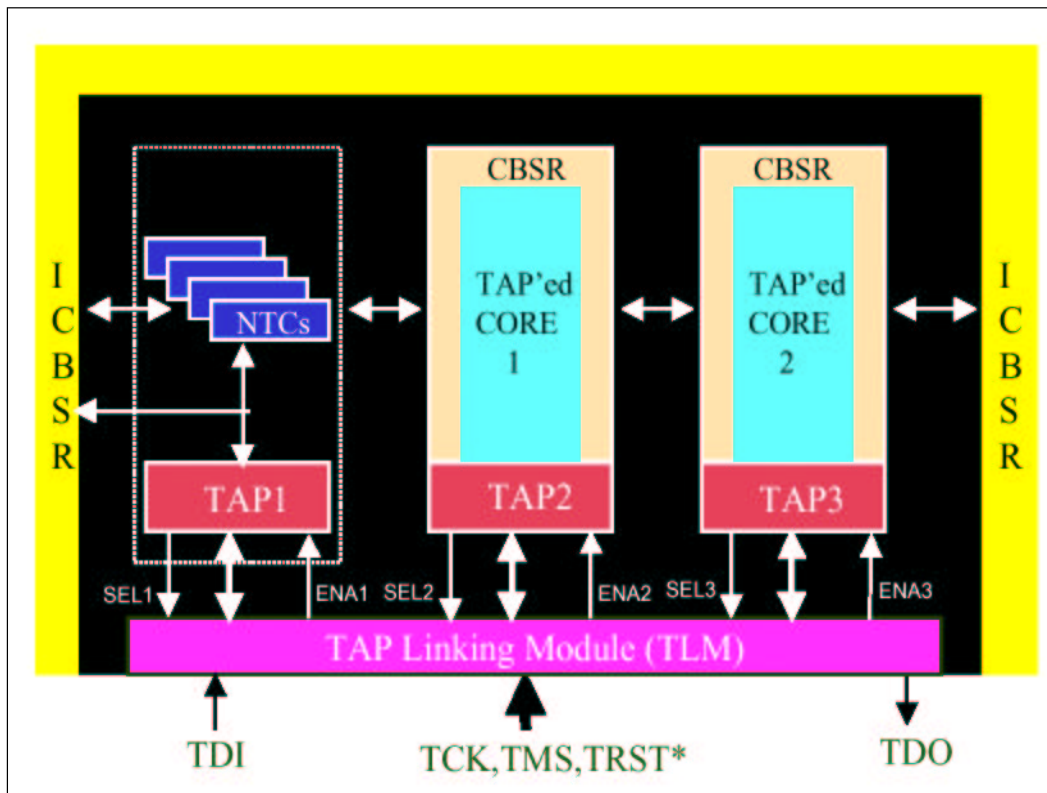 I
C
B
S
R
NTCs
TAP1
CBSR
TAP'ed
CORE
1
TAP2
CBSR
TAP'ed
CORE
2
TAP3
I
C
B
S
R
SEL1
ENA1
SEL2
ENA2
SEL3
ENA3
TAP Linking Module (TLM)
TDI
TCK,TMS,TRST*
TDO